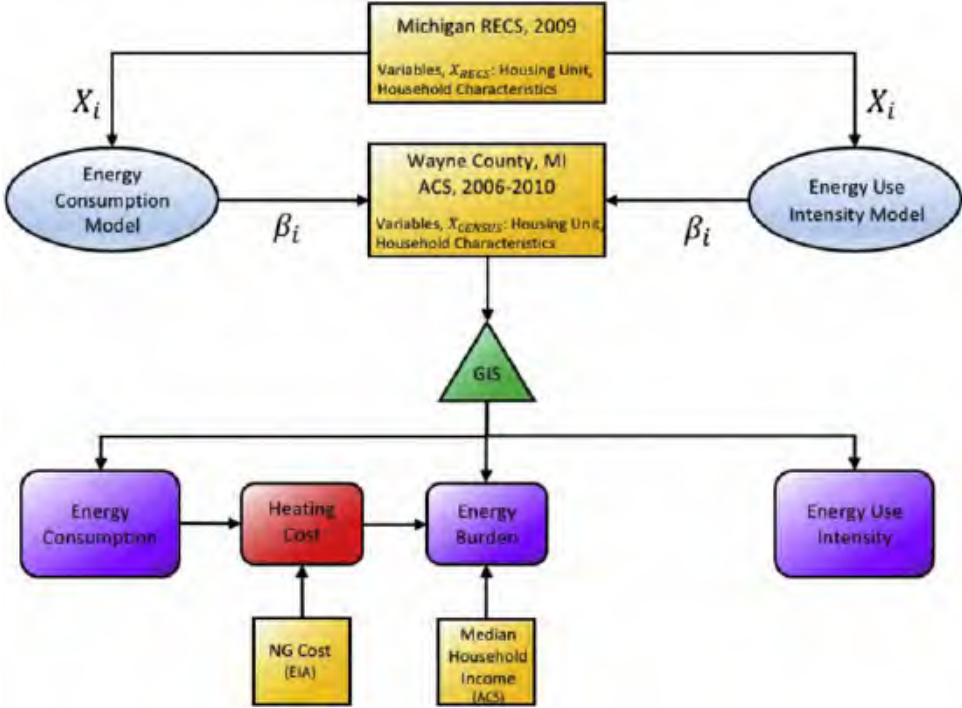 Michigan RECS, 2009
Variables, X_RECS: Housing Unit,
Household Characteristics
X_i
X_i
Energy
Consumption
Model
Wayne County, MI
ACS, 2006-2010
Variables, X_CENSUS: Housing Unit,
Household Characteristics
Energy Use
Intensity Model
β_i
β_i
GIS
Energy
Consumption
Heating
Cost
Energy
Burden
Energy Use
Intensity
NG Cost
(EIA)
Median
Household
Income
(ACS)